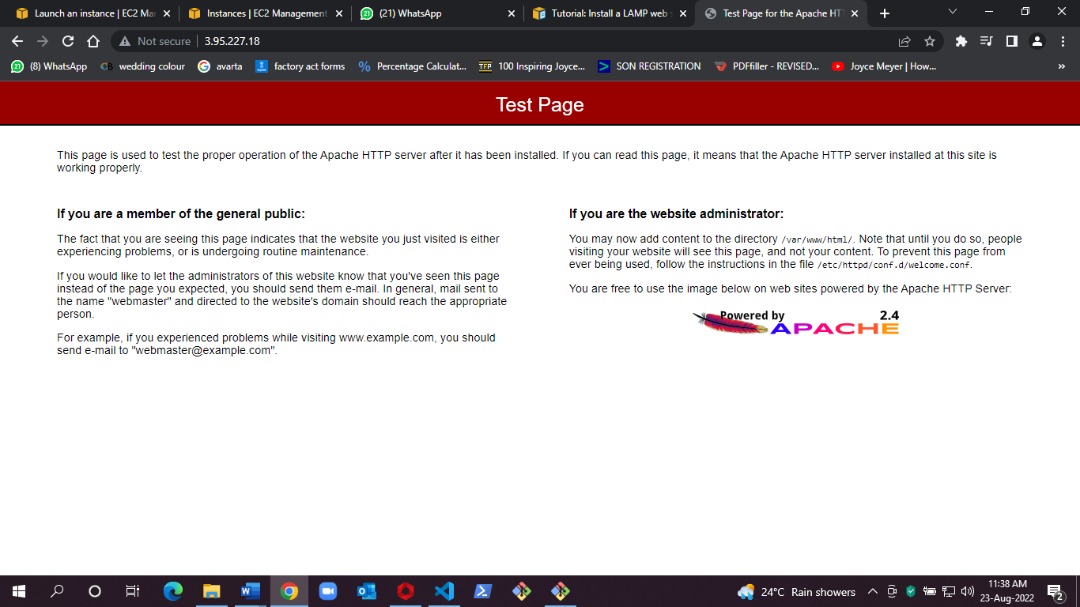 Launch an instance | EC2 Ma
Instances | EC2 Management
(21) WhatsApp
Tutorial: Install a LAMP web
Test Page for the Apache HT
Not secure
3.95.227.18
(8) WhatsApp
wedding colour
avarta
factory act forms
Percentage Calculat...
100 Inspiring Joyce...
SON REGISTRATION
PDFfiller - REVISED...
Joyce Meyer | How...
»
Test Page
This page is used to test the proper operation of the Apache HTTP server after it has been installed. If you can read this page, it means that the Apache HTTP server installed at this site is
working properly.
If you are a member of the general public:
The fact that you are seeing this page indicates that the website you just visited is either
experiencing problems, or is undergoing routine maintenance.
If you would like to let the administrators of this website know that you've seen this page
instead of the page you expected, you should send them e-mail. In general, mail sent to
the name "webmaster" and directed to the website's domain should reach the appropriate
person.
For example, if you experienced problems while visiting www.example.com, you should
send e-mail to "webmaster@example.com".
If you are the website administrator:
You may now add content to the directory /var/www/html/. Note that until you do so, people
visiting your website will see this page, and not your content. To prevent this page from
ever being used, follow the instructions in the file /etc/httpd/conf.d/welcome.conf.
You are free to use the image below on web sites powered by the Apache HTTP Server:
Powered by 2.4
APACHE
24°C Rain showers
11:38 AM
23-Aug-2022
2